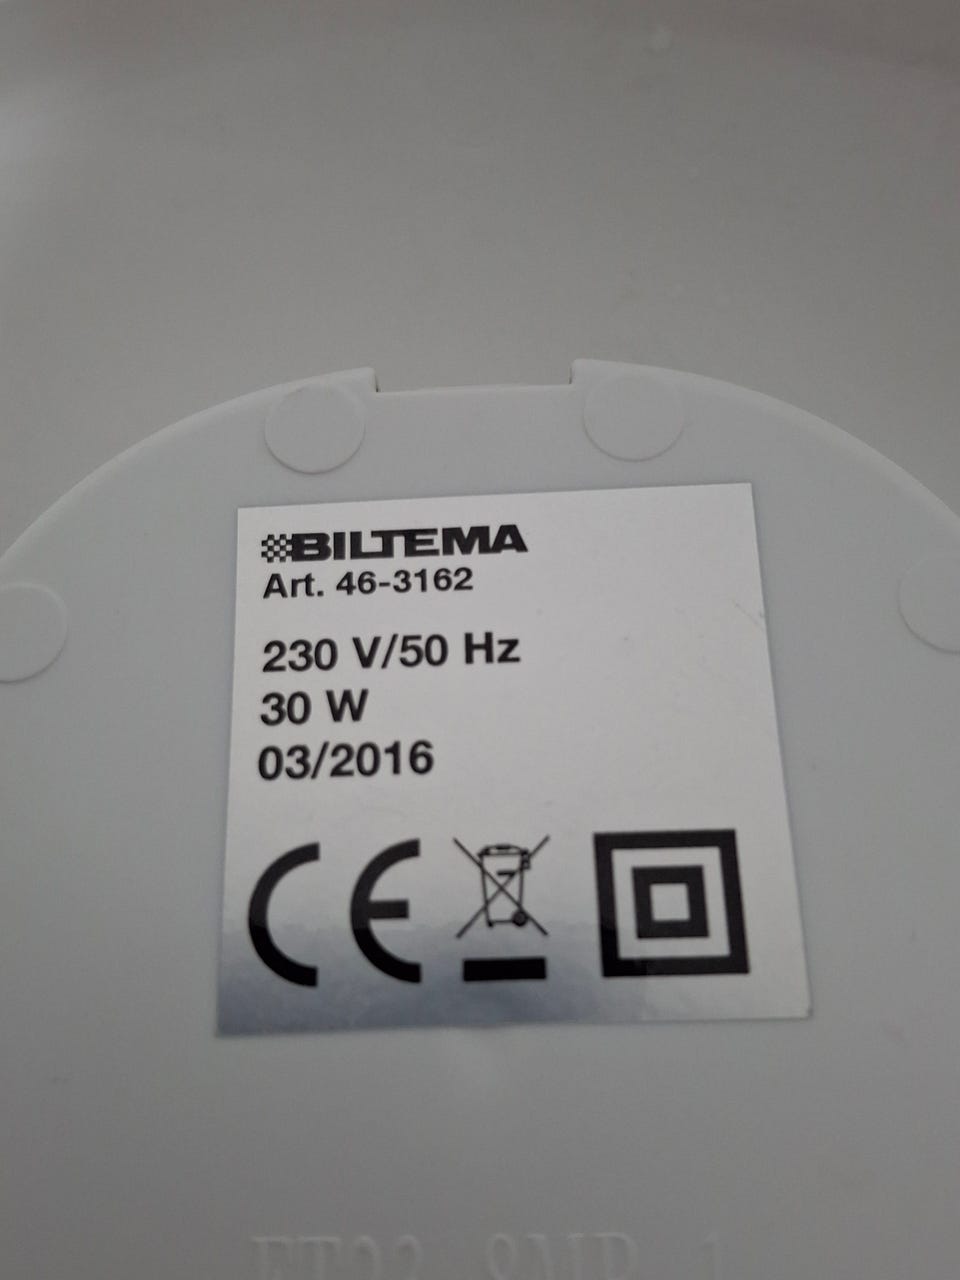 BILTEMA
Art. 46-3162
230 V/50 Hz
30 W
03/2016
CE